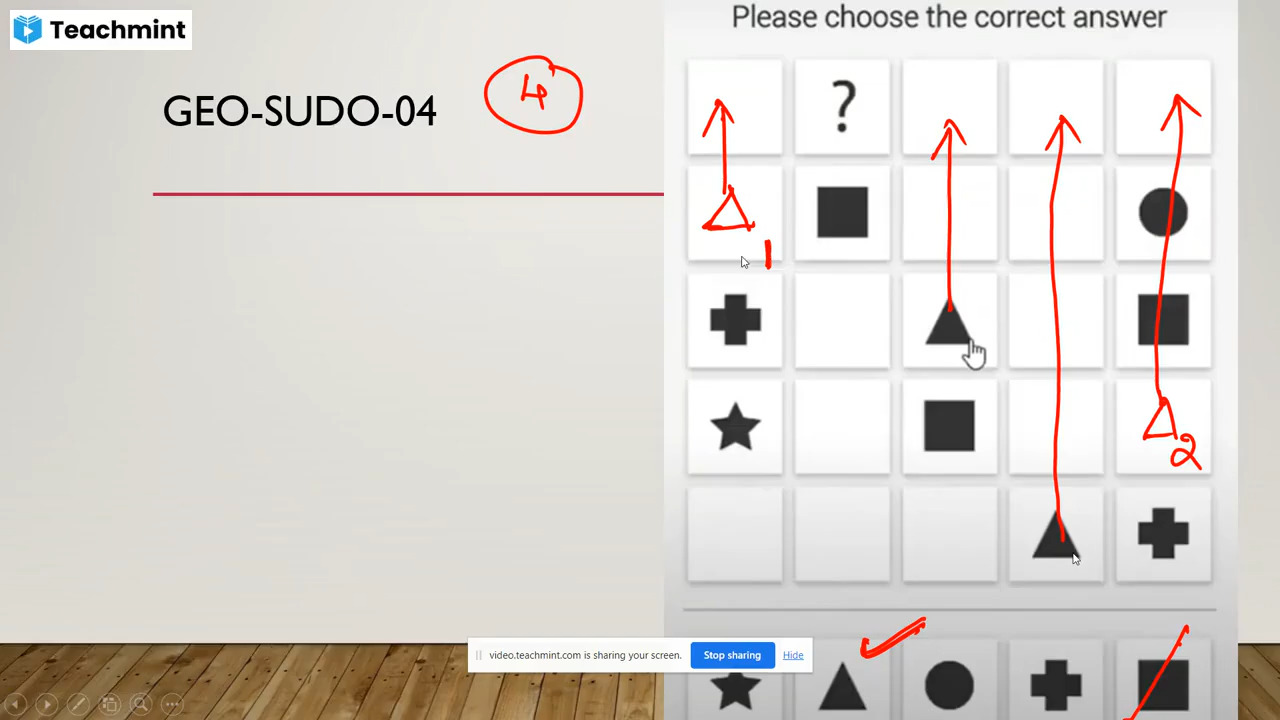 Teachmint
Please choose the correct answer
GEO-SUDO-04
4
?
1
2
video.teachmint.com is sharing your screen.
Stop sharing
Hide